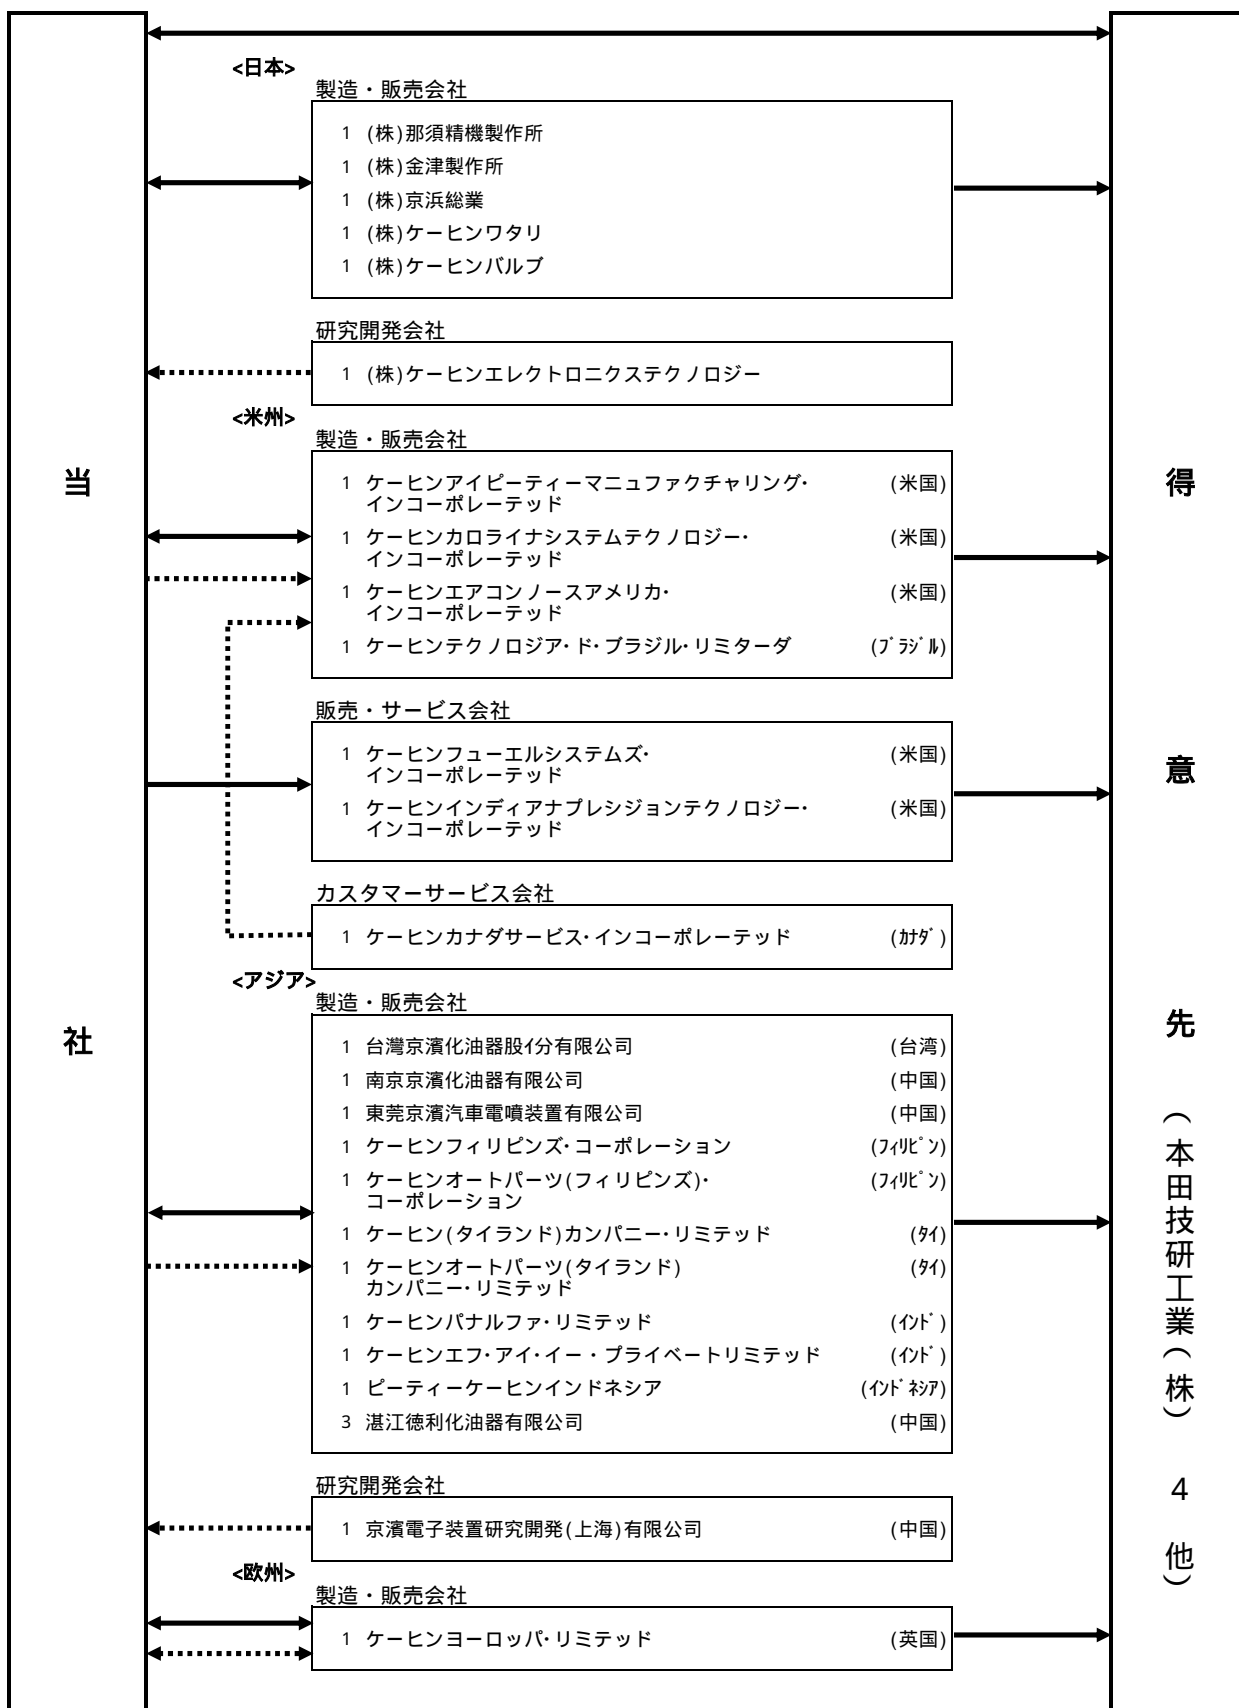 当社
<日本>
製造・販売会社
1 (株)那須精機製作所
1 (株)金津製作所
1 (株)京浜総業
1 (株)ケーヒンワタリ
1 (株)ケーヒンバルブ
研究開発会社
1 (株)ケーヒンエレクトロニクステクノロジー
<米州>
製造・販売会社
1 ケーヒンアイピーティーマニュファクチャリング・ (米国)
インコーポレーテッド
1 ケーヒンカロライナシステムテクノロジー・ (米国)
インコーポレーテッド
1 ケーヒンエアコンノースアメリカ・ (米国)
インコーポレーテッド
1 ケーヒンテクノロジア・ド・ブラジル・リミターダ (ﾌﾞﾗｼﾞﾙ)
販売・サービス会社
1 ケーヒンフューエルシステムズ・ (米国)
インコーポレーテッド
1 ケーヒンインディアナプレシジョンテクノロジー・ (米国)
インコーポレーテッド
カスタマーサービス会社
1 ケーヒンカナダサービス・インコーポレーテッド (ｶﾅﾀﾞ)
<アジア>
製造・販売会社
1 台灣京濱化油器股ｲ分有限公司 (台湾)
1 南京京濱化油器有限公司 (中国)
1 東莞京濱汽車電噴装置有限公司 (中国)
1 ケーヒンフィリピンズ・コーポレーション (ﾌｨﾘﾋﾟﾝ)
1 ケーヒンオートパーツ(フィリピンズ)・ (ﾌｨﾘﾋﾟﾝ)
コーポレーション
1 ケーヒン(タイランド)カンパニー・リミテッド (ﾀｲ)
1 ケーヒンオートパーツ(タイランド) (ﾀｲ)
カンパニー・リミテッド
1 ケーヒンパナルファ・リミテッド (ｲﾝﾄﾞ)
1 ケーヒンエフ・アイ・イー・プライベートリミテッド (ｲﾝﾄﾞ)
1 ピーティーケーヒンインドネシア (ｲﾝﾄﾞﾈｼｱ)
3 湛江徳利化油器有限公司 (中国)
研究開発会社
1 京濱電子装置研究開発(上海)有限公司 (中国)
<欧州>
製造・販売会社
1 ケーヒンヨーロッパ・リミテッド (英国)
得意先(本田技研工業(株) 4 他)